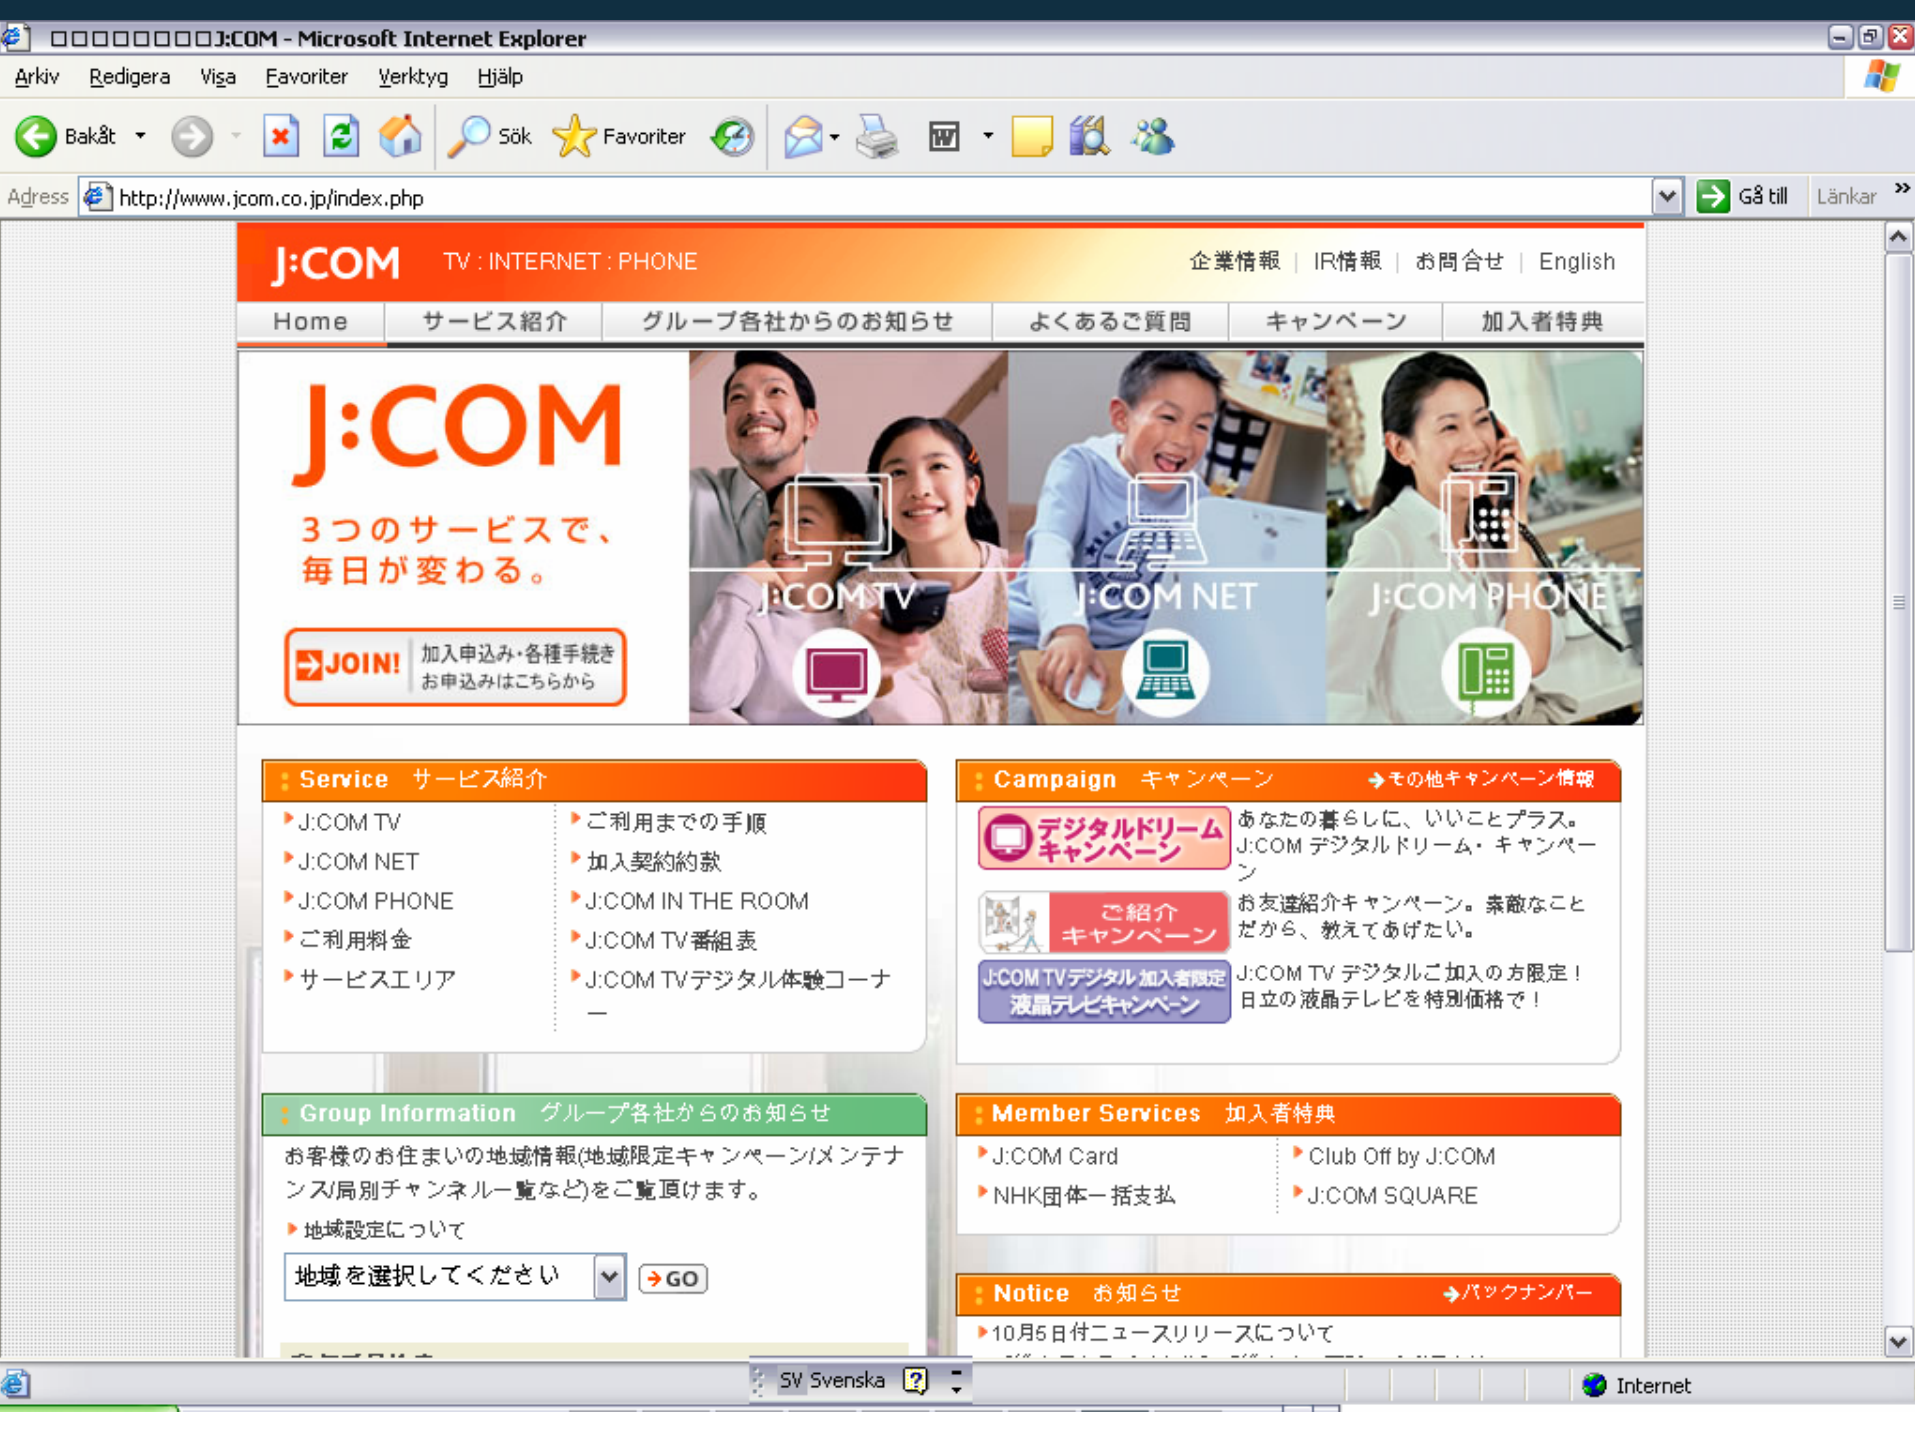 J:COM - Microsoft Internet Explorer
Arkiv Redigera Visa Favoriter Verktyg Hjälp
Bakåt Sök Favoriter
Adress http://www.jcom.co.jp/index.php Gå till Länkar
J:COM TV : INTERNET : PHONE 企業情報 | IR情報 | お問合せ | English
Home サービス紹介 グループ各社からのお知らせ よくあるご質問 キャンペーン 加入者特典
J:COM
3つのサービスで、
毎日が変わる。
JOIN! 加入申込み・各種手続き
お申込みはこちらから
J:COM TV J:COM NET J:COM PHONE
Service サービス紹介
J:COM TV
J:COM NET
J:COM PHONE
ご利用料金
サービスエリア
ご利用までの手順
加入契約約款
J:COM IN THE ROOM
J:COM TV番組表
J:COM TVデジタル体験コーナ
ー
Campaign キャンペーン その他キャンペーン情報
デジタルドリーム
キャンペーン
あなたの暮らしに、いいことプラス。
J:COM デジタルドリーム・キャンペー
ン
ご紹介
キャンペーン
お友達紹介キャンペーン。素敵なこと
だから、教えてあげたい。
J:COM TVデジタル 加入者限定
液晶テレビキャンペーン
J:COM TV デジタルご加入の方限定！
日立の液晶テレビを特別価格で！
Group Information グループ各社からのお知らせ
お客様のお住まいの地域情報(地域限定キャンペーン/メンテナ
ンス/局別チャンネル一覧など)をご覧頂けます。
地域設定について
地域を選択してください GO
Member Services 加入者特典
J:COM Card
NHK団体一括支払
Club Off by J:COM
J:COM SQUARE
Notice お知らせ バックナンバー
10月5日付ニュースリリースについて
SV Svenska
Internet